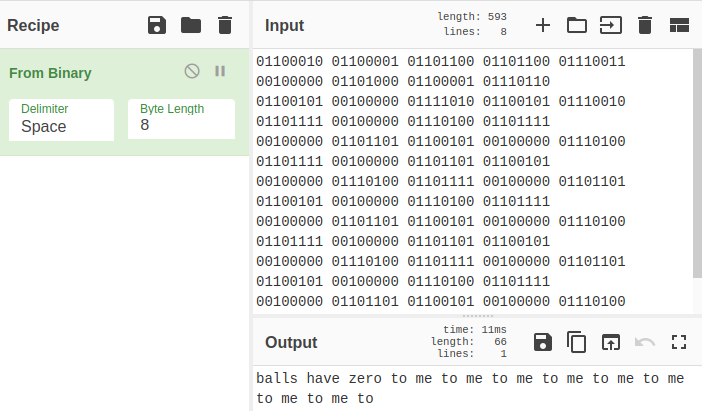 Recipe
Input
length: 593
lines: 8
From Binary
Delimiter
Space
Byte Length
8
01100010 01100001 01101100 01101100 01110011
00100000 01101000 01100001 01110110
01100101 00100000 01111010 01100101 01110010
01101111 00100000 01110100 01101111
00100000 01101101 01100101 00100000 01110100
01101111 00100000 01101101 01100101
00100000 01110100 01101111 00100000 01101101
01100101 00100000 01110100 01101111
00100000 01101101 01100101 00100000 01110100
01101111 00100000 01101101 01100101
00100000 01110100 01101111 00100000 01101101
01100101 00100000 01110100 01101111
00100000 01101101 01100101 00100000 01110100
Output
time: 11ms
length: 66
lines: 1
balls have zero to me to me to me to me to me to me
to me to me to